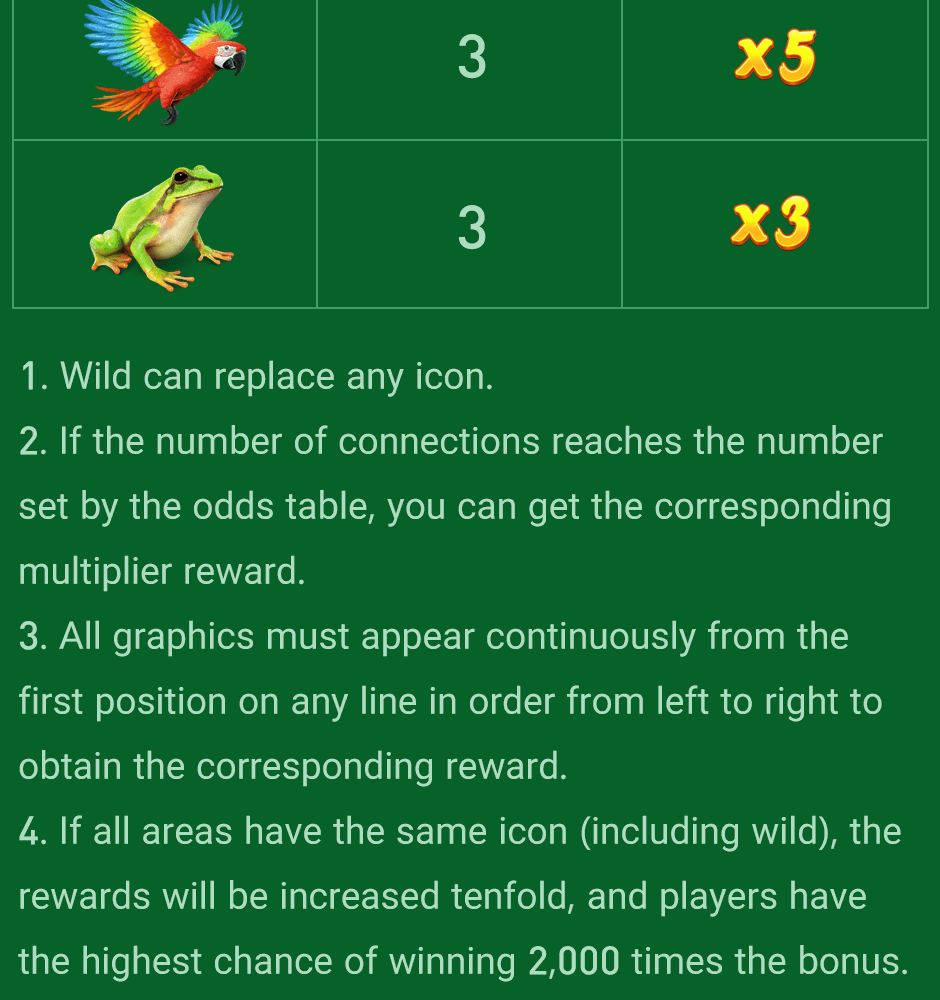 3 x5
3 x3
1. Wild can replace any icon.
2. If the number of connections reaches the number
set by the odds table, you can get the corresponding
multiplier reward.
3. All graphics must appear continuously from the
first position on any line in order from left to right to
obtain the corresponding reward.
4. If all areas have the same icon (including wild), the
rewards will be increased tenfold, and players have
the highest chance of winning 2,000 times the bonus.